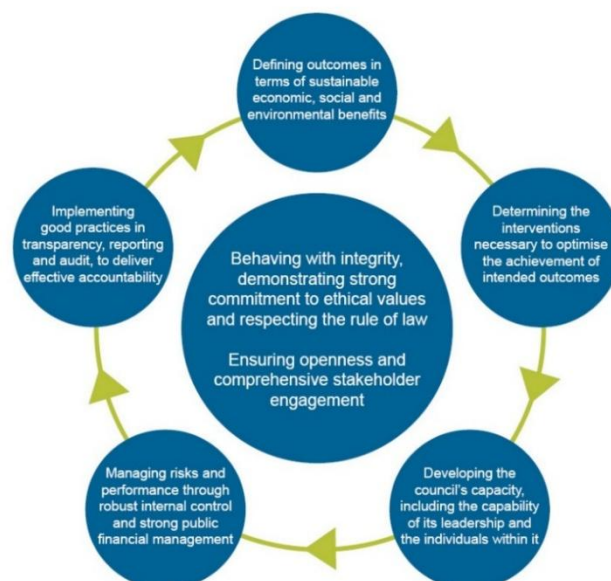 Defining outcomes in
terms of sustainable
economic, social and
environmental benefits
Determining the
interventions
necessary to optimise
the achievement of
intended outcomes
Developing the
council's capacity,
including the capability
of its leadership and
the individuals within it
Managing risks and
performance through
robust internal control
and strong public
financial management
Implementing
good practices in
transparency, reporting
and audit, to deliver
effective accountability
Behaving with integrity,
demonstrating strong
commitment to ethical values
and respecting the rule of law
Ensuring openness and
comprehensive stakeholder
engagement